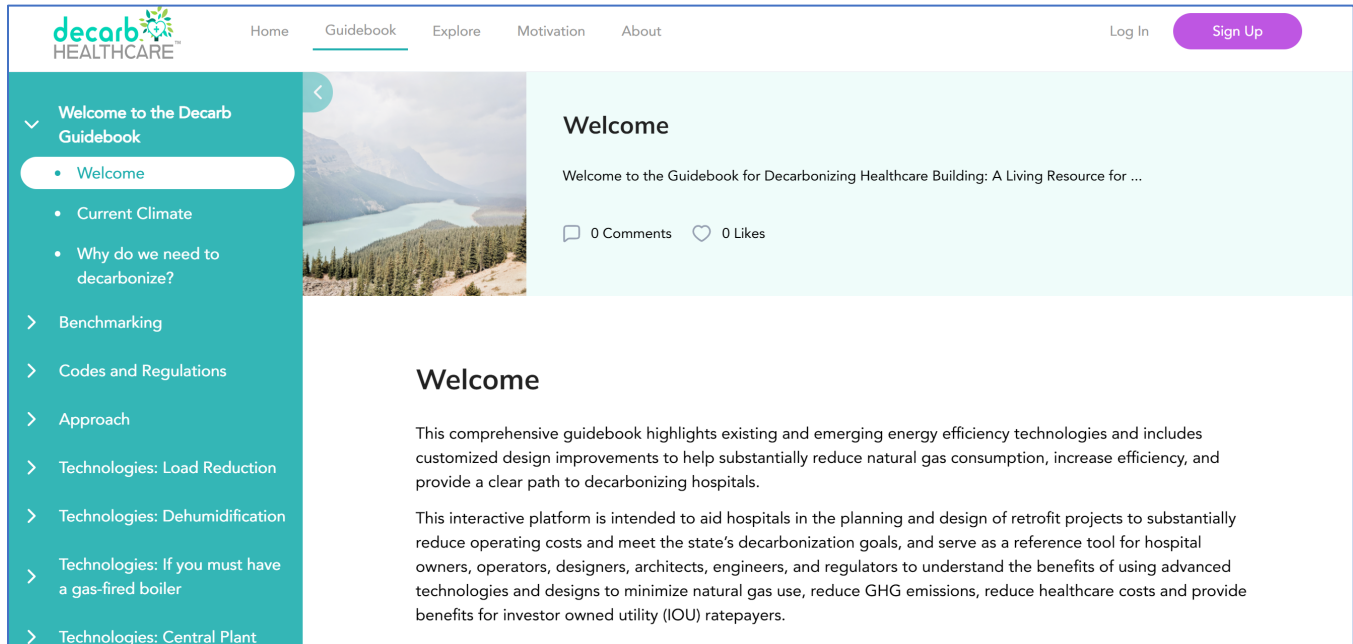 decarb
HEALTHCARE™
Home
Guidebook
Explore
Motivation
About
Log In
Sign Up
Welcome to the Decarb
Guidebook
• Welcome
• Current Climate
• Why do we need to
decarbonize?
Benchmarking
Codes and Regulations
Approach
Technologies: Load Reduction
Technologies: Dehumidification
Technologies: If you must have
a gas-fired boiler
Technologies: Central Plant
Welcome
Welcome to the Guidebook for Decarbonizing Healthcare Building: A Living Resource for ...
0 Comments
0 Likes
Welcome
This comprehensive guidebook highlights existing and emerging energy efficiency technologies and includes
customized design improvements to help substantially reduce natural gas consumption, increase efficiency, and
provide a clear path to decarbonizing hospitals.
This interactive platform is intended to aid hospitals in the planning and design of retrofit projects to substantially
reduce operating costs and meet the state's decarbonization goals, and serve as a reference tool for hospital
owners, operators, designers, architects, engineers, and regulators to understand the benefits of using advanced
technologies and designs to minimize natural gas use, reduce GHG emissions, reduce healthcare costs and provide
benefits for investor owned utility (IOU) ratepayers.